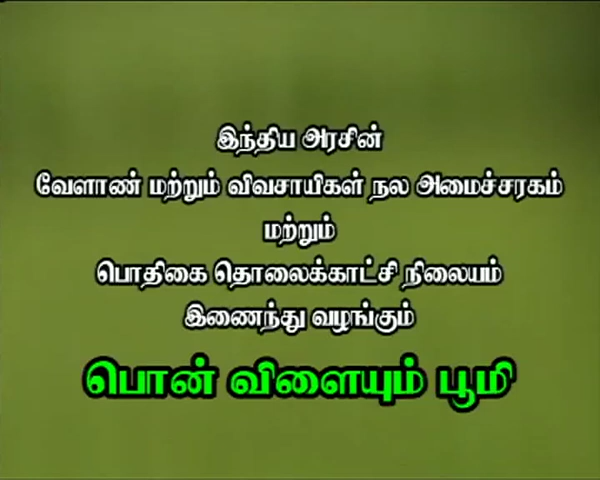 இந்திய அரசின்
வேளாண் மற்றும் விவசாயிகள் நல அமைச்சரகம்
மற்றும்
பொதிகை தொலைக்காட்சி நிலையம்
இணைந்து வழங்கும்
பொன் விளையும் பூமி